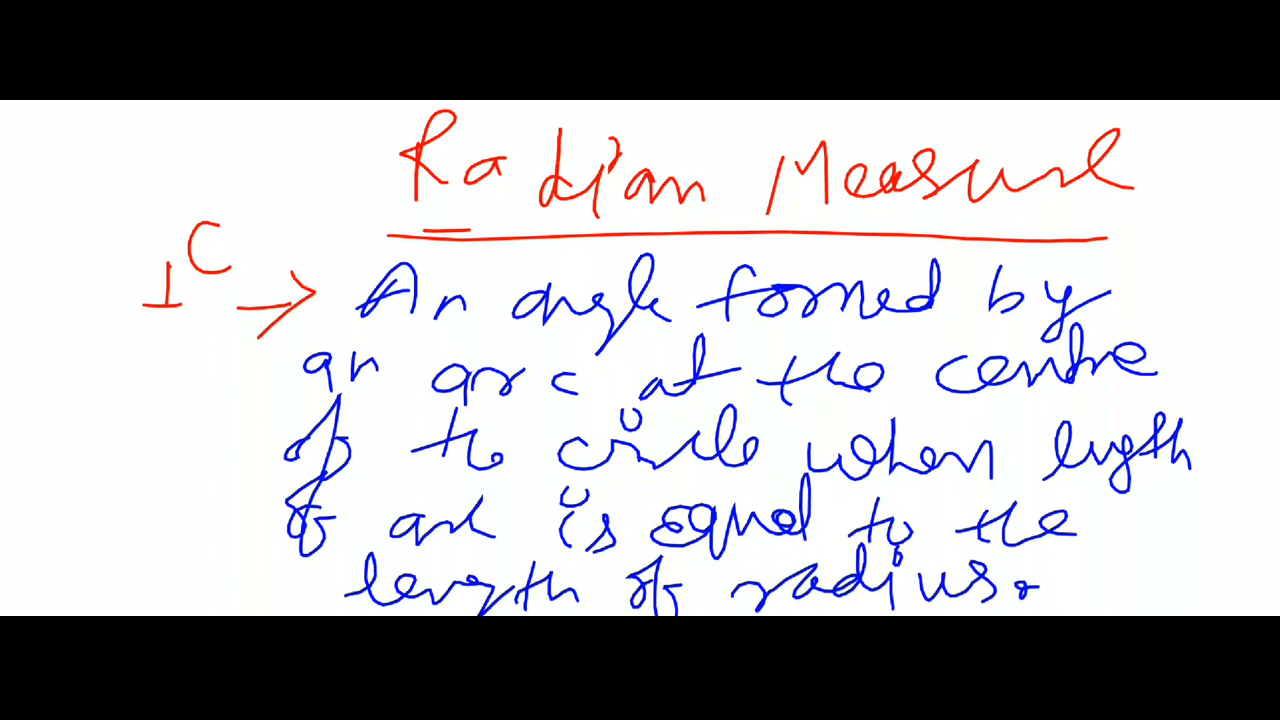 Radian Measure
1^C → An angle formed by
an arc at the centre
of the circle when length
of arc is equal to the
length of radius.